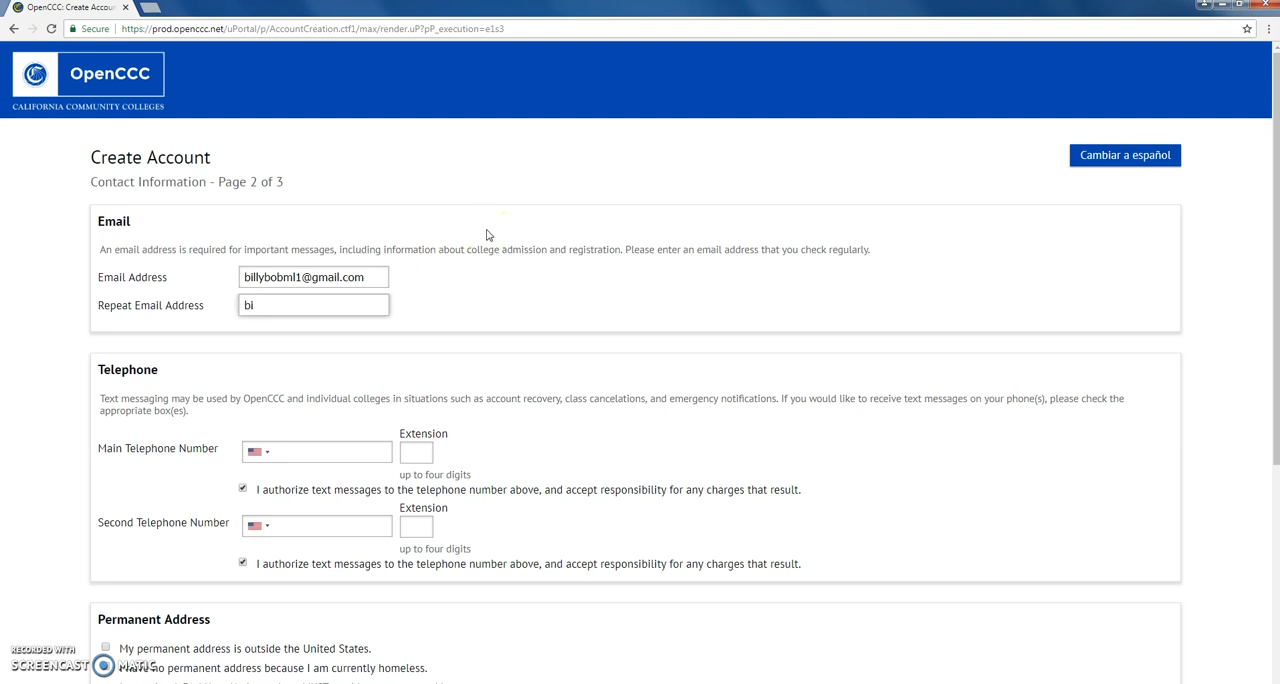 OpenCCC: Create Accou
Secure https://prod.openccc.net/uPortal/p/AccountCreation.ctf1/max/render.uP?pP_execution=e1s3
OpenCCC
CALIFORNIA COMMUNITY COLLEGES
Create Account
Cambiar a español
Contact Information - Page 2 of 3
Email
An email address is required for important messages, including information about college admission and registration. Please enter an email address that you check regularly.
Email Address billybobml1@gmail.com
Repeat Email Address bi
Telephone
Text messaging may be used by OpenCCC and individual colleges in situations such as account recovery, class cancelations, and emergency notifications. If you would like to receive text messages on your phone(s), please check the
appropriate box(es).
Extension
Main Telephone Number
up to four digits
I authorize text messages to the telephone number above, and accept responsibility for any charges that result.
Extension
Second Telephone Number
up to four digits
I authorize text messages to the telephone number above, and accept responsibility for any charges that result.
Permanent Address
My permanent address is outside the United States.
RECORDED WITH
SCREENCAST MATIC
no permanent address because I am currently homeless.